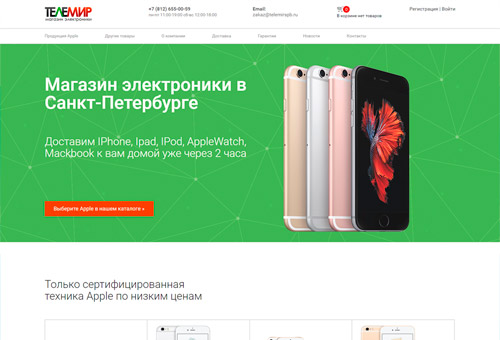 ТЕЛЕМИР
магазин электроники
+7 (812) 655-00-59
пн-пт: 11:00-19:00 сб-вс: 12:00-18:00
Email:
zakaz@telemirspb.ru
0
В корзине нет товаров
Регистрация | Войти
Продукция Apple
Другие товары
О компании
Доставка
Гарантия
Новости
Контакты
Магазин электроники в
Санкт-Петербурге
Доставим IPhone, Ipad, IPod, AppleWatch,
Mackbook к вам домой уже через 2 часа
Выберите Apple в нашем каталоге »
Только сертифицированная
техника Apple по низким ценам